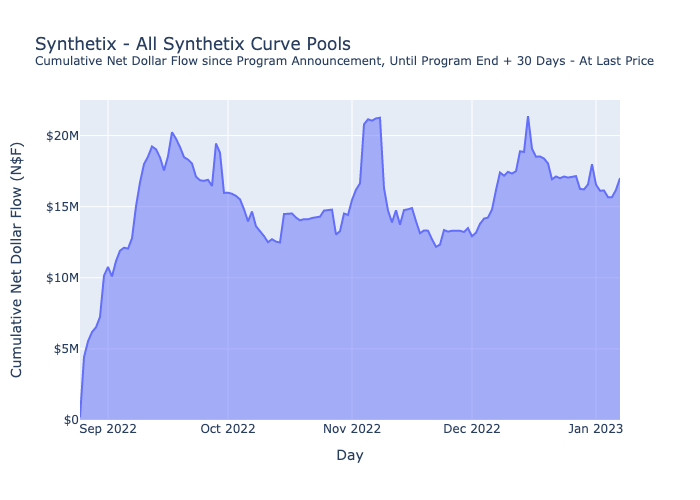 Synthetix - All Synthetix Curve Pools
Cumulative Net Dollar Flow since Program Announcement, Until Program End + 30 Days - At Last Price
Cumulative Net Dollar Flow (N$F)
$20M
$15M
$10M
$5M
$0
Sep 2022 Oct 2022 Nov 2022 Dec 2022 Jan 2023
Day